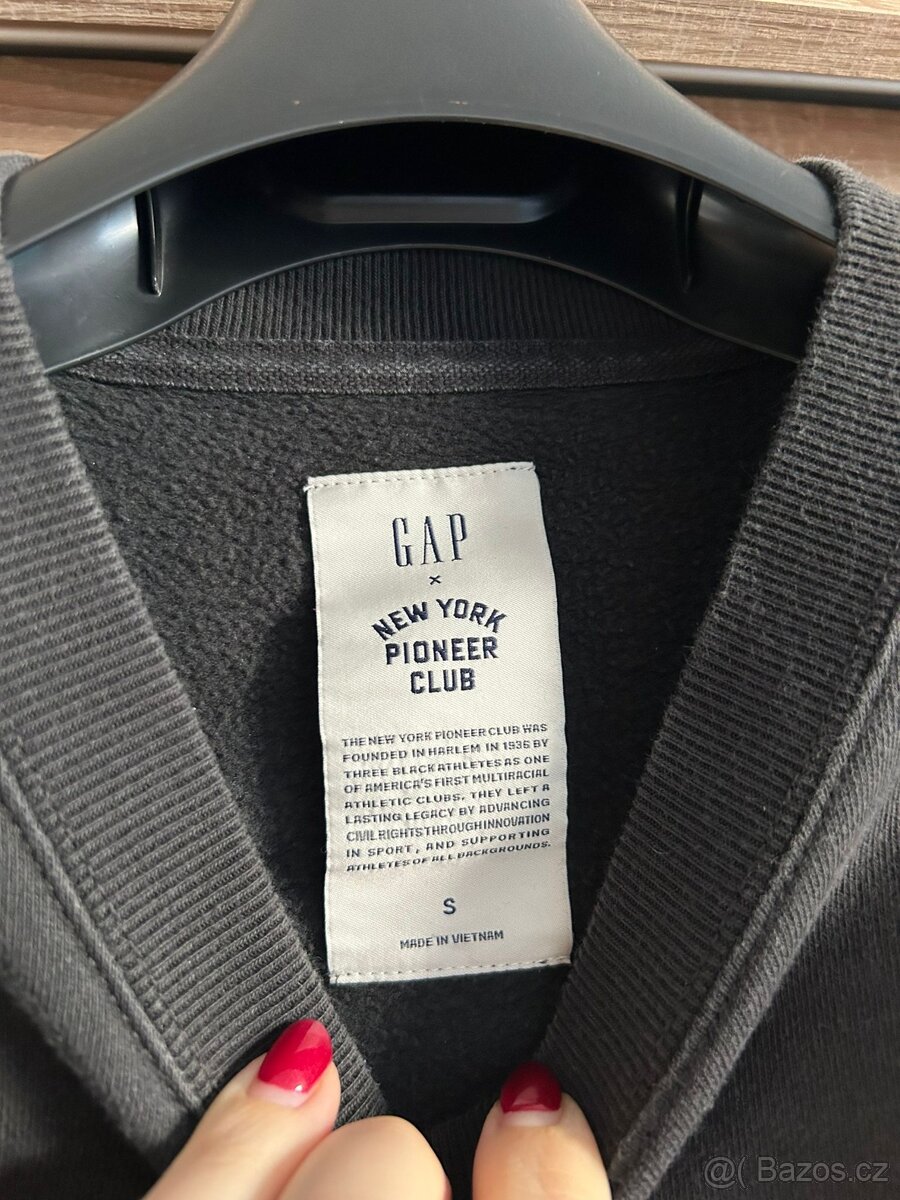 GAP
×
NEW YORK
PIONEER
CLUB
THE NEW YORK PIONEER CLUB WAS
FOUNDED IN HARLEM IN 1936 BY
THREE BLACK ATHLETES AS ONE
OF AMERICA'S FIRST MULTIRACIAL
ATHLETIC CLUBS, THEY LEFT A
LASTING LEGACY BY ADVANCING
CIVIL RIGHTS THROUGH INNOVATION
IN SPORT, AND SUPPORTING
ATHLETES OF ALL BACKGROUNDS.
S
MADE IN VIETNAM
@( Bazos.cz